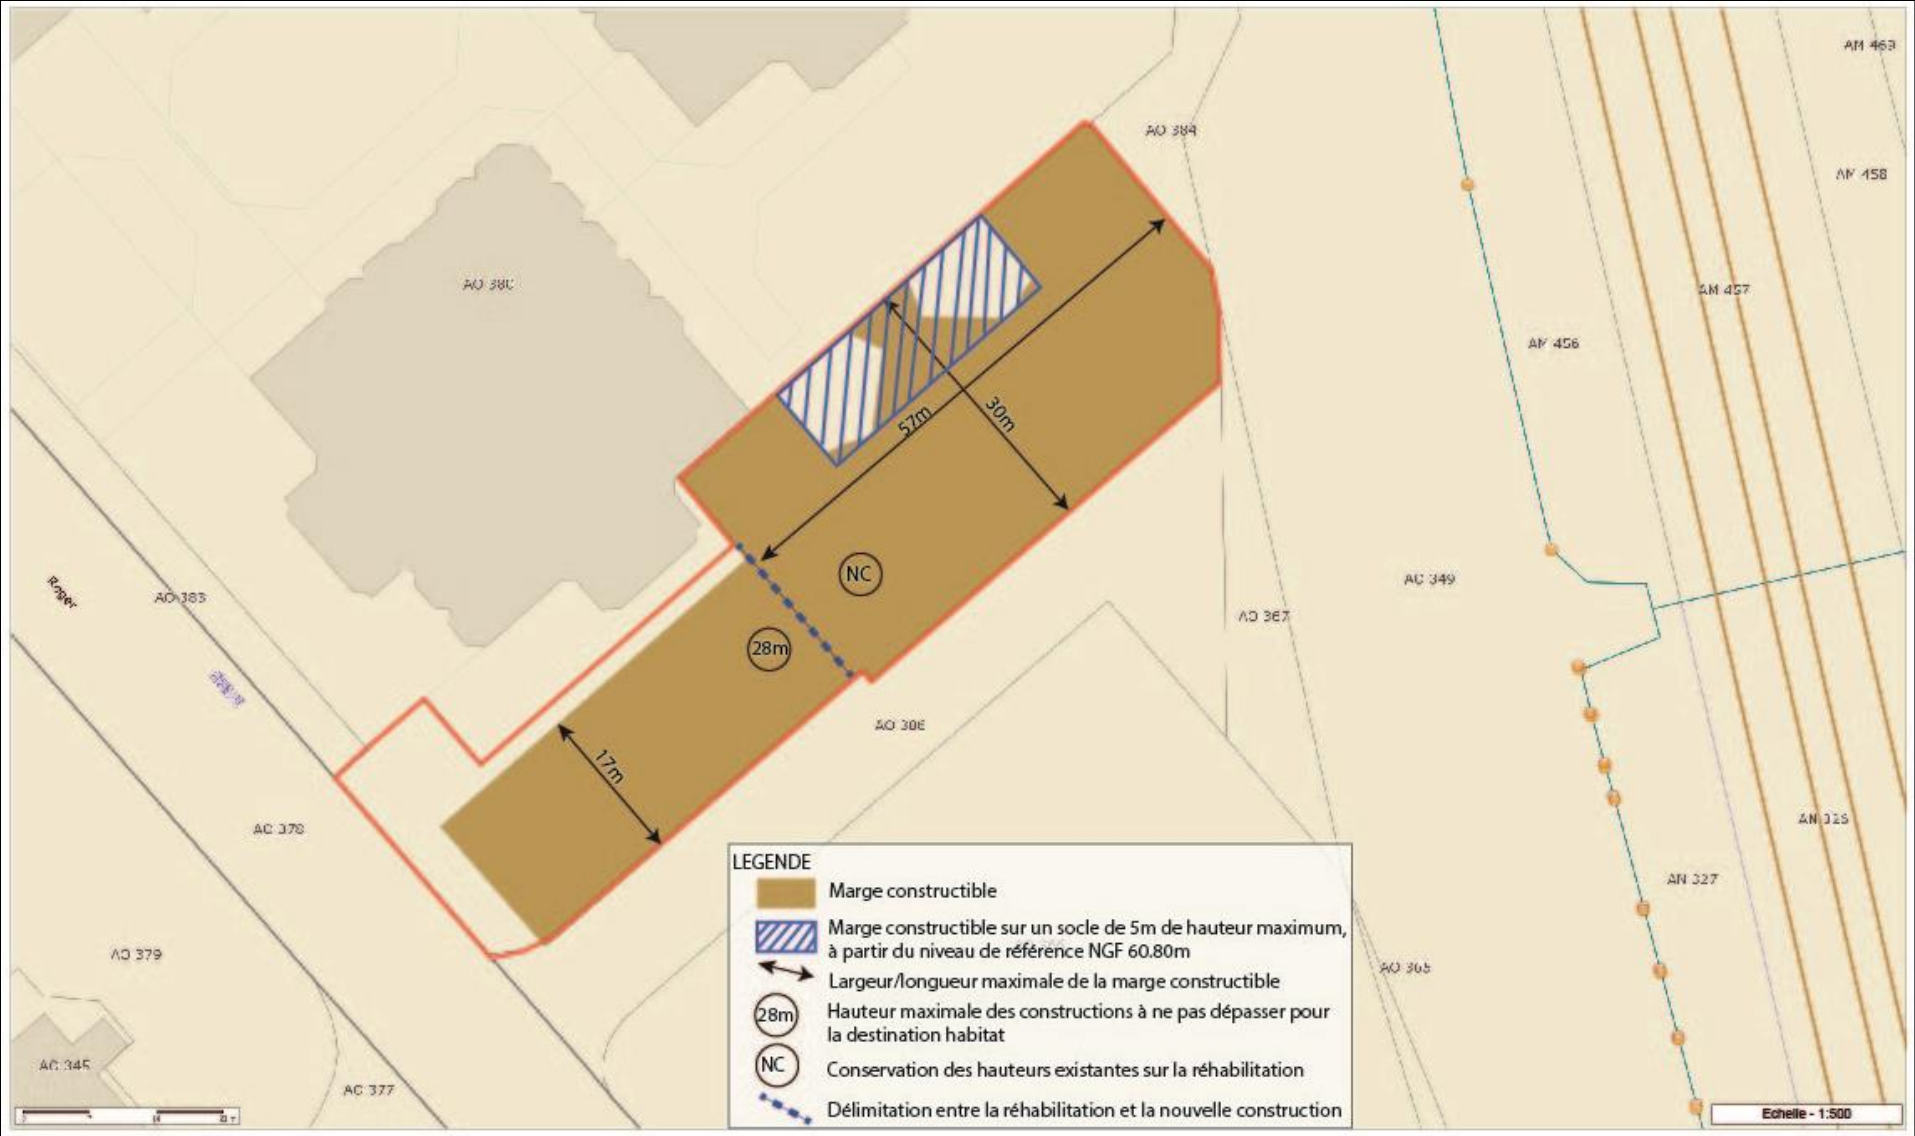 AM 469
AO 384
AM 458
AO 380
AM 457
AM 456
57m
30m
NC
AO 349
Roger
AO 383
AO 367
28m
AO 386
17m
AO 378
AN 326
LEGENDE
Marge constructible
AN 327
Marge constructible sur un socle de 5m de hauteur maximum,
à partir du niveau de référence NGF 60.80m
AO 379
AO 365
Largeur/longueur maximale de la marge constructible
28m
Hauteur maximale des constructions à ne pas dépasser pour
la destination habitat
NC
Conservation des hauteurs existantes sur la réhabilitation
AO 345
AO 377
Délimitation entre la réhabilitation et la nouvelle construction
Echelle - 1:500